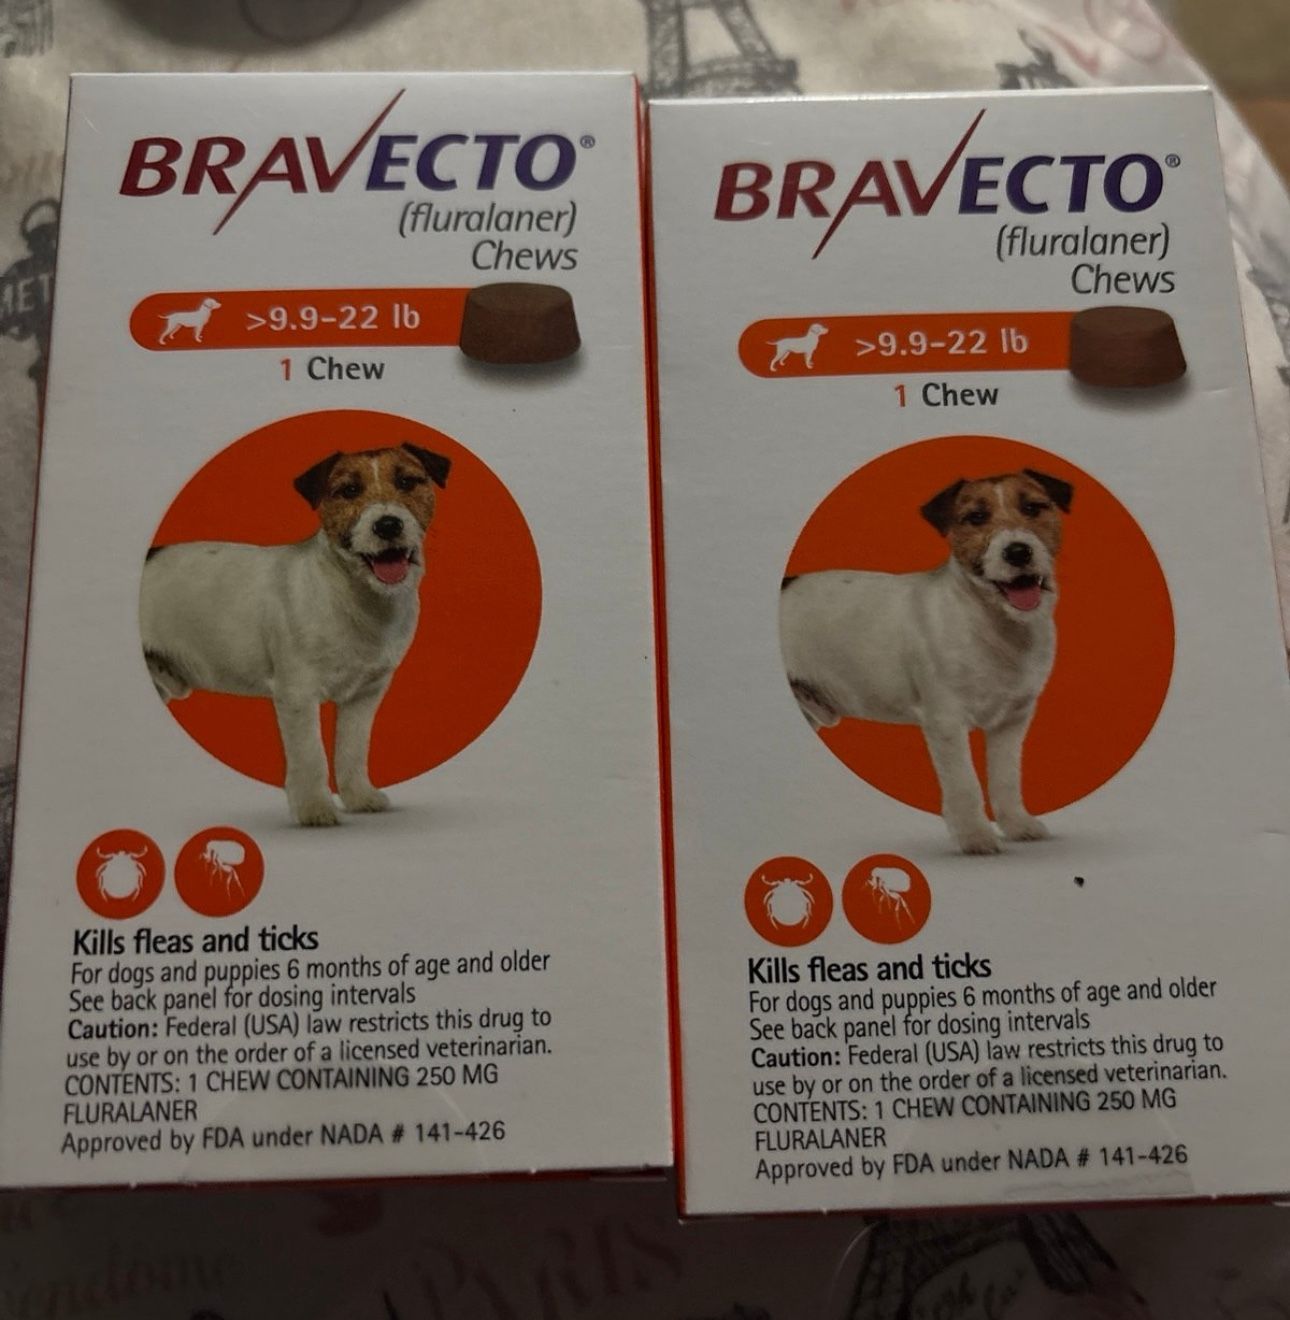 BRAVECTO®
(fluralaner)
Chews
>9.9-22 lb
1 Chew
Kills fleas and ticks
For dogs and puppies 6 months of age and older
See back panel for dosing intervals
Caution: Federal (USA) law restricts this drug to
use by or on the order of a licensed veterinarian.
CONTENTS: 1 CHEW CONTAINING 250 MG
FLURALANER
Approved by FDA under NADA # 141-426
BRAVECTO®
(fluralaner)
Chews
>9.9-22 lb
1 Chew
Kills fleas and ticks
For dogs and puppies 6 months of age and older
See back panel for dosing intervals
Caution: Federal (USA) law restricts this drug to
use by or on the order of a licensed veterinarian.
CONTENTS: 1 CHEW CONTAINING 250 MG
FLURALANER
Approved by FDA under NADA # 141-426
PARIS